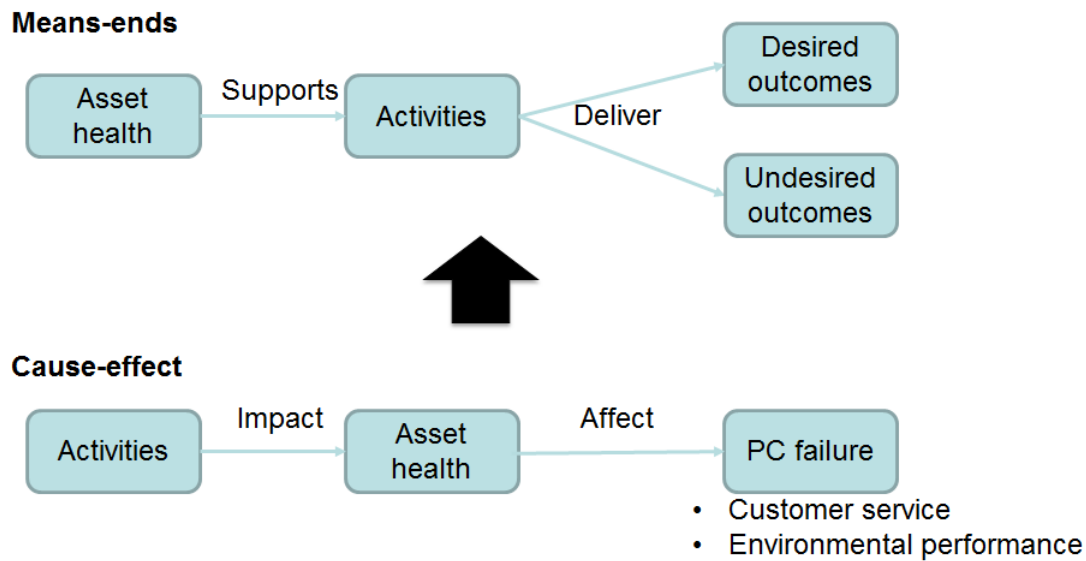 Means-ends
Desired
outcomes
Asset
health
Supports
Activities
Deliver
Undesired
outcomes
Cause-effect
Activities
Impact
Asset
health
Affect
PC failure
• Customer service
• Environmental performance